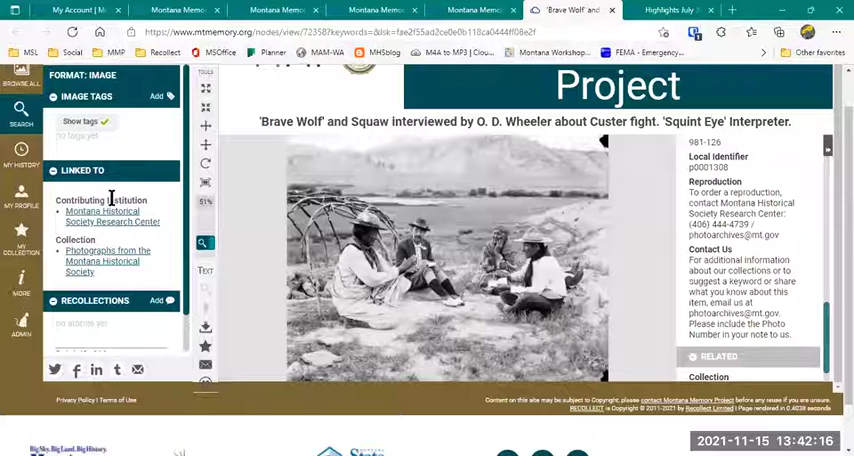 My Account |
Montana Memo
Montana Memo
Montana Memo
Montana Memo
'Brave Wolf' and
Highlights July 
https://www.mtmemory.org/nodes/view/72358?keywords=&lsk=fae2f55ad2ce0e0b118ca0444ff08e2f
MSL
Social
MMP
Recollect
MSOffice
Planner
MAM-WA
MHSblog
M4A to MP3 | Clou...
Montana Workshop...
FEMA - Emergency...
Other favorites
BROWSE ALL
SEARCH
MY HISTORY
MY PROFILE
MY COLLECTION
MORE
ADMIN
FORMAT: IMAGE
IMAGE TAGS
Add
Show tags
no tags yet
LINKED TO
Contributing Institution
Montana Historical
Society Research Center
Collection
Photographs from the
Montana Historical
Society
RECOLLECTIONS
Add
no stories yet
TOOLS
51%
TEXT
Project
'Brave Wolf' and Squaw interviewed by O. D. Wheeler about Custer fight. 'Squint Eye' Interpreter.
981-126
Local Identifier
p0001308
Reproduction
To order a reproduction,
contact Montana Historical
Society Research Center:
(406) 444-4739 /
photoarchives@mt.gov
Contact Us
For additional information
about our collections or to
suggest a keyword or share
what you know about this
item, email us at
photoarchives@mt.gov.
Please include the Photo
Number in your note to us.
RELATED
Collection
Privacy Policy | Terms of Use
Content on this site may be subject to Copyright, please contact Montana Memory Project before any reuse if you are unsure.
RECOLLECT is Copyright © 2011-2021 by Recollect Limited | Page rendered in 0.4038 seconds
Big Sky. Big Land. Big History.
State
2021-11-15 13:42:16